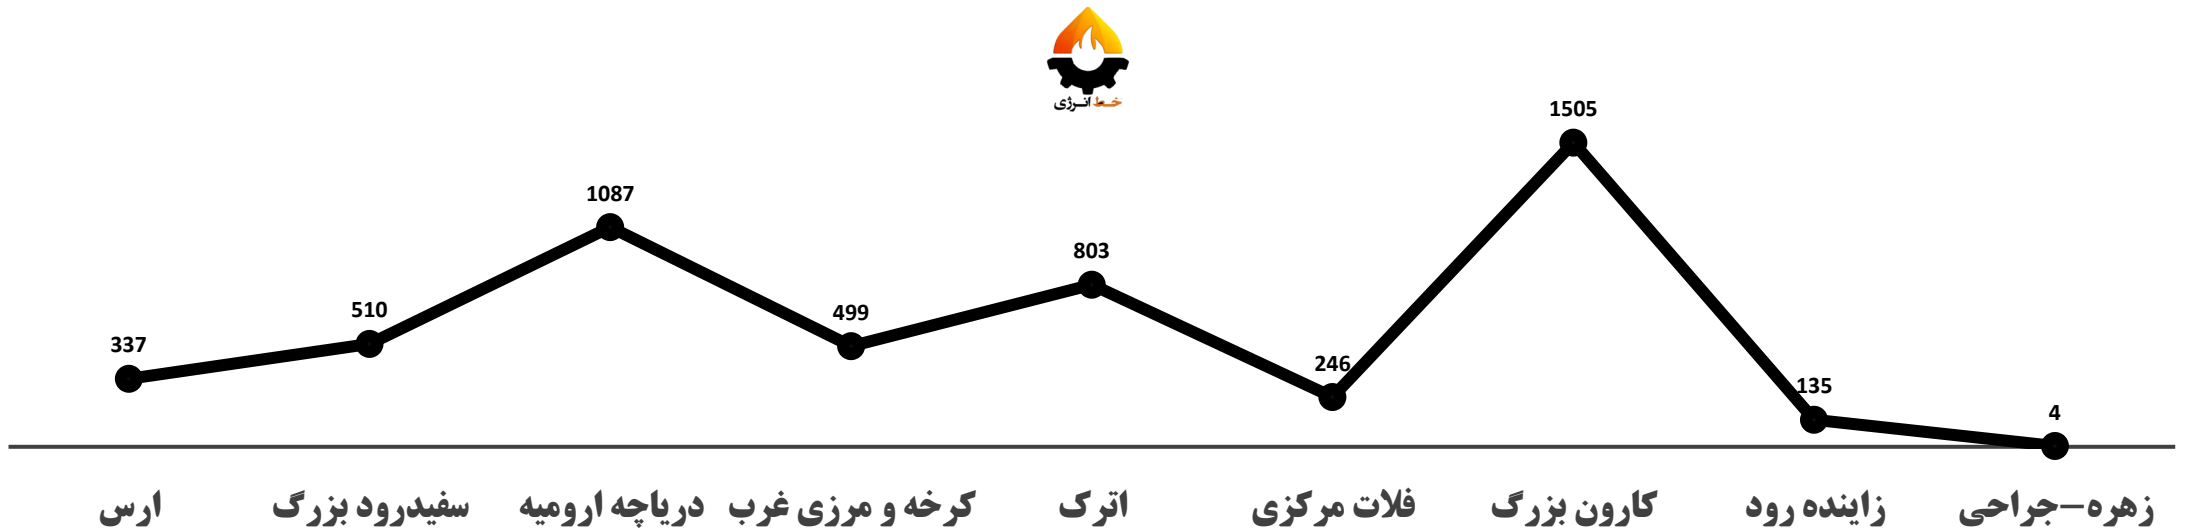 خط انرژی
1505
1087
803
510
499
337
246
135
4
ارس
سفیدرود بزرگ
دریاچه ارومیه
کرخه و مرزی غرب
اترک
فلات مرکزی
کارون بزرگ
زاینده رود
زهره-جراحی